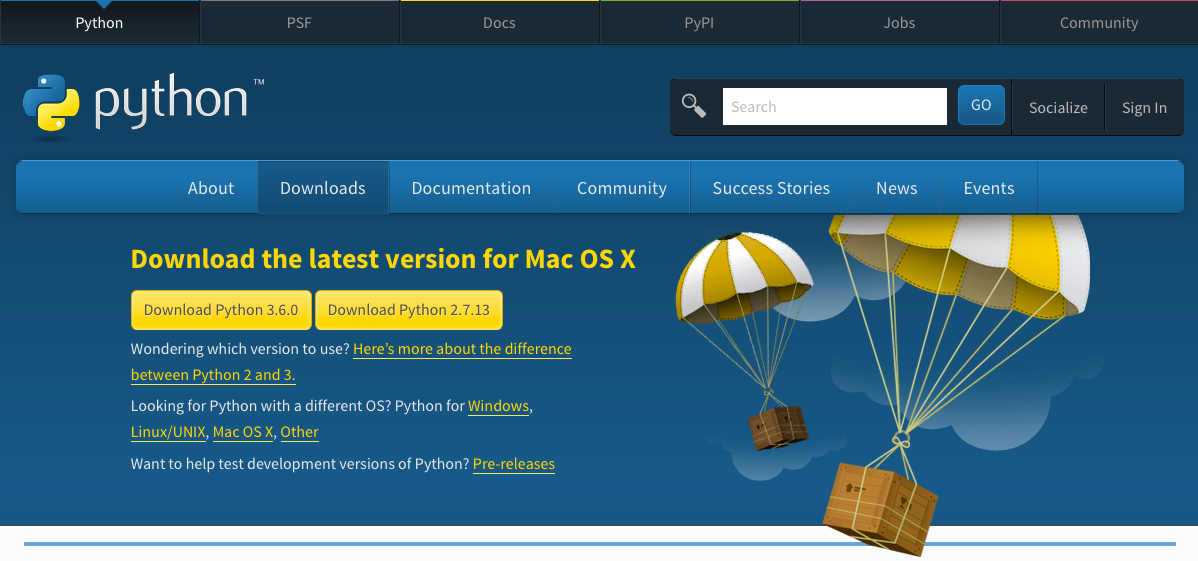 Python PSF Docs PyPI Jobs Community
python™
Search GO Socialize Sign In
About Downloads Documentation Community Success Stories News Events
Download the latest version for Mac OS X
Download Python 3.6.0 Download Python 2.7.13
Wondering which version to use? Here’s more about the difference
between Python 2 and 3.
Looking for Python with a different OS? Python for Windows,
Linux/UNIX, Mac OS X, Other
Want to help test development versions of Python? Pre-releases